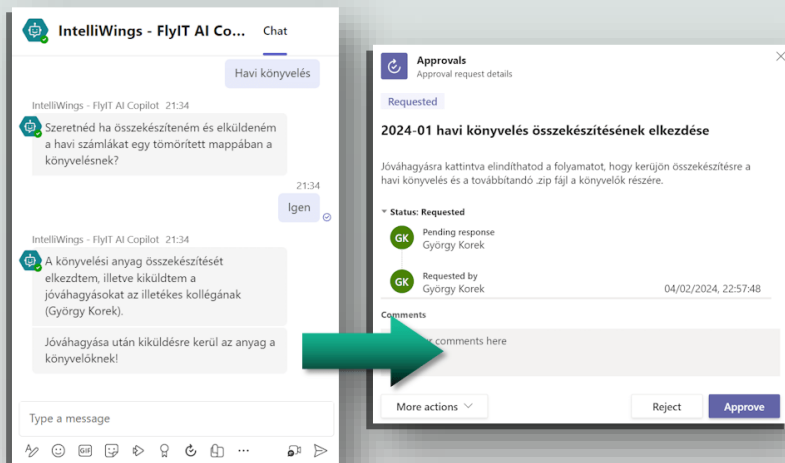 IntelliWings - FlyIT AI Co...
Chat
Havi könyvelés
IntelliWings - FlyIT AI Copilot 21:34
Szeretnéd ha összekészíteném és elküldeném
a havi számlákat egy tömörített mappában a
könyvelésnek?
21:34
Igen
IntelliWings - FlyIT AI Copilot 21:34
A könyvelési anyag összekészítését
elkezdtem, illetve kiküldtem a
jóváhagyásokat az illetékes kollégának
(György Korek).
Jóváhagyása után kiküldésre kerül az anyag a
könyvelőknek!
Type a message
GIF
Approvals
Approval request details
Requested
2024-01 havi könyvelés összekészítésének elkezdése
Jóváhagyásra kattintva elindíthatod a folyamatot, hogy kerüjön összekészítésre a
havi könyvelés és a továbbítandó .zip fájl a könyvelők részére.
Status: Requested
GK
Pending response
György Korek
GK
Requested by
György Korek
04/02/2024, 22:57:48
Comments
comments here
More actions
Reject
Approve